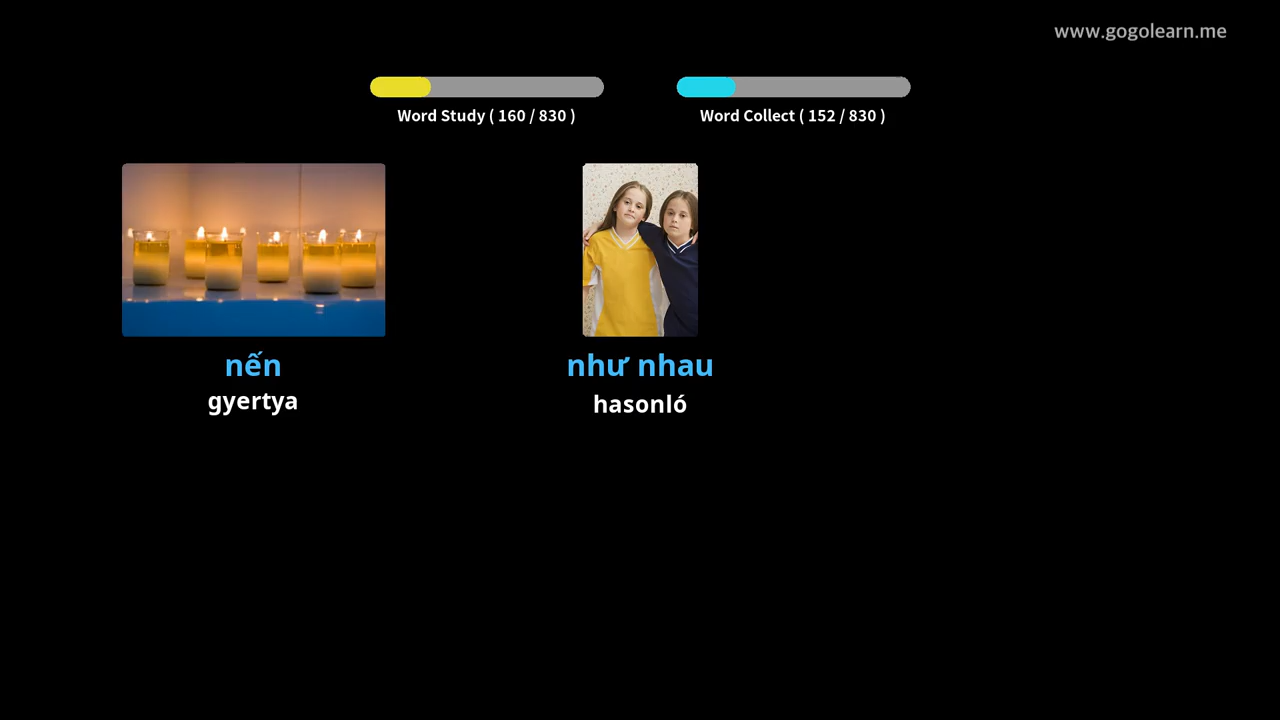 www.gogolearn.me
Word Study ( 160 / 830 )
Word Collect ( 152 / 830 )
nến
gyertya
như nhau
hasonló